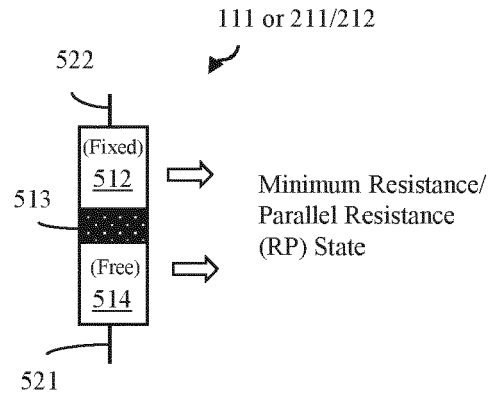 111 or 211/212
522
(Fixed)
512
513
Minimum Resistance/
Parallel Resistance
(RP) State
(Free)
514
521